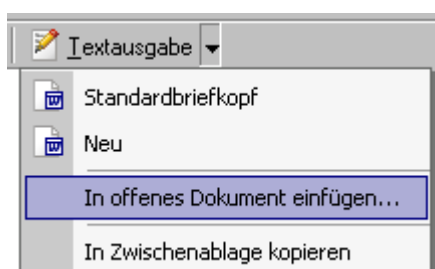 Textausgabe
Standardbriefkopf
Neu
In offenes Dokument einfügen...
In Zwischenablage kopieren